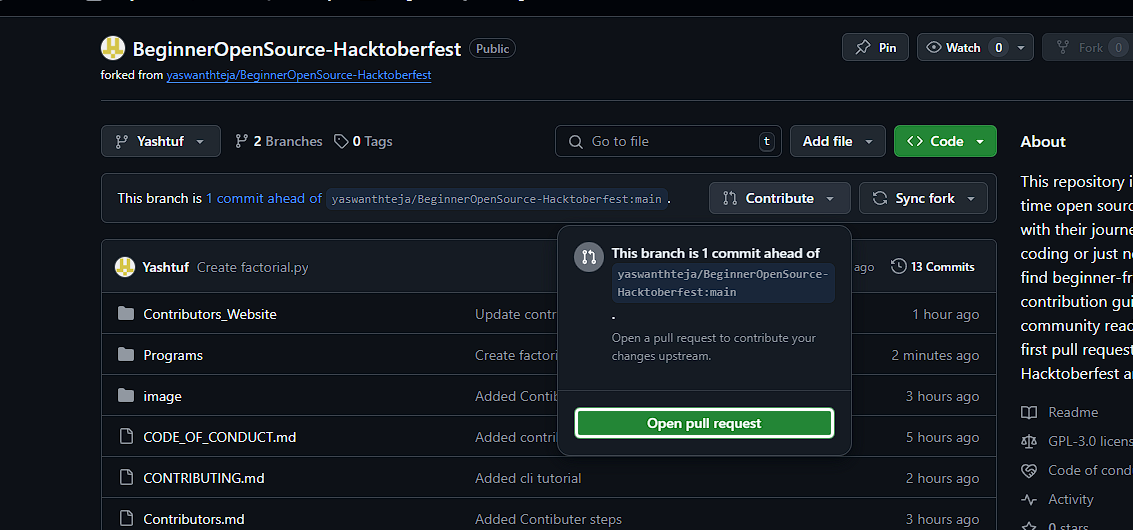 BeginnerOpenSource-Hacktoberfest Public
Pin
Watch 0
Fork 0
forked from yaswanthteja/BeginnerOpenSource-Hacktoberfest
Yashtuf
2 Branches
0 Tags
Go to file t
Add file
Code
About
This branch is 1 commit ahead of yaswanthteja/BeginnerOpenSource-Hacktoberfest:main .
Contribute
Sync fork
This branch is 1 commit ahead of
yaswanthteja/BeginnerOpenSource-
Hacktoberfest:main
.
Open a pull request to contribute your
changes upstream.
Open pull request
Yashtuf Create factorial.py
ago
13 Commits
Contributors_Website Update contr 1 hour ago
Programs Create factori 2 minutes ago
image Added Contib 3 hours ago
CODE_OF_CONDUCT.md Added contri 5 hours ago
CONTRIBUTING.md Added cli tutorial 2 hours ago
Contributors.md Added Contibuter steps 3 hours ago
This repository i
time open sourc
with their journe
coding or just n
find beginner-fr
contribution gui
community read
first pull request
Hacktoberfest a
Readme
GPL-3.0 licens
Code of cond
Activity
0 stars